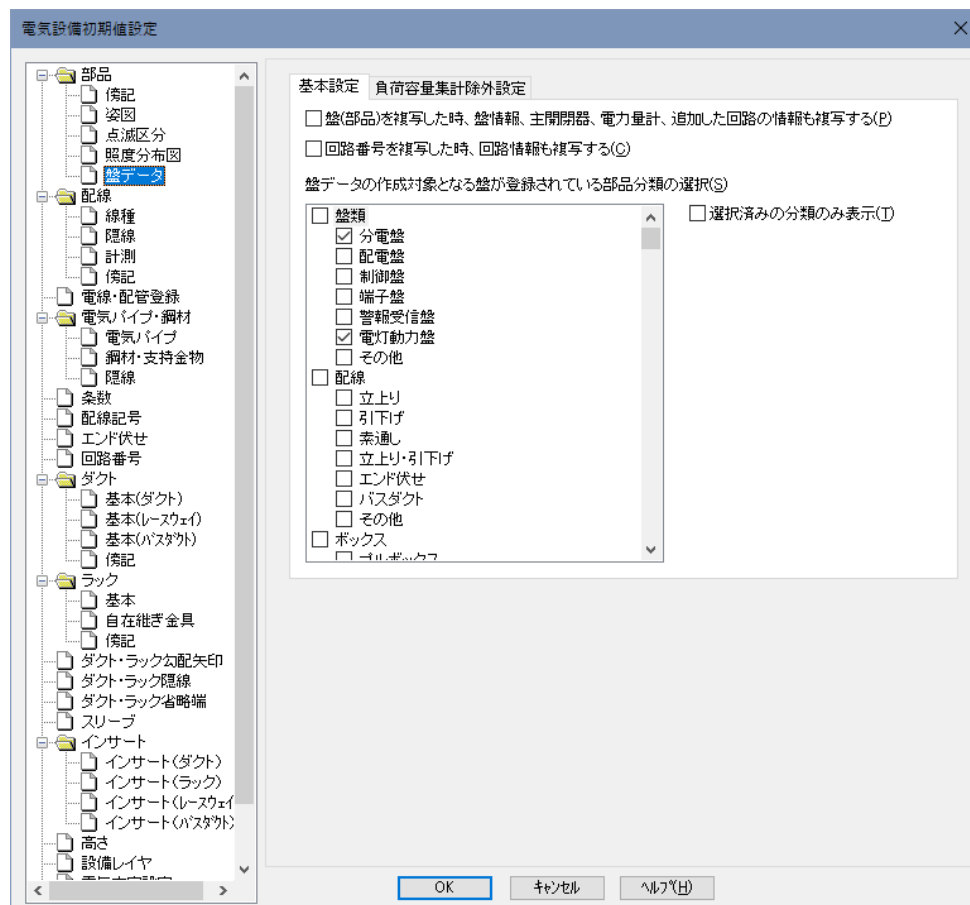 電気設備初期値設定
部品
傍記
姿図
点滅区分
照度分布図
盤データ
配線
線種
隠線
計測
傍記
電線・配管登録
電気パイプ・鋼材
電気パイプ
鋼材・支持金物
隠線
条数
配線記号
エンド伏せ
回路番号
ダクト
基本(ダクト)
基本(レースウェイ)
基本(バスダクト)
傍記
ラック
基本
自在継ぎ金具
傍記
ダクト・ラック勾配矢印
ダクト・ラック隠線
ダクト・ラック省略端
スリーブ
インサート
インサート(ダクト)
インサート(ラック)
インサート(レースウェイ
インサート(バスダクト)
高さ
設備レイヤ
基本設定 負荷容量集計除外設定
盤(部品)を複写した時、盤情報、主開閉器、電力量計、追加した回路の情報も複写する(P)
回路番号を複写した時、回路情報も複写する(C)
盤データの作成対象となる盤が登録されている部品分類の選択(S)
盤類
分電盤
配電盤
制御盤
端子盤
警報受信盤
電灯動力盤
その他
配線
立上り
引下げ
素通し
立上り・引下げ
エンド伏せ
バスダクト
その他
ボックス
プルボックス
選択済みの分類のみ表示(T)
OK キャンセル ヘルプ(H)